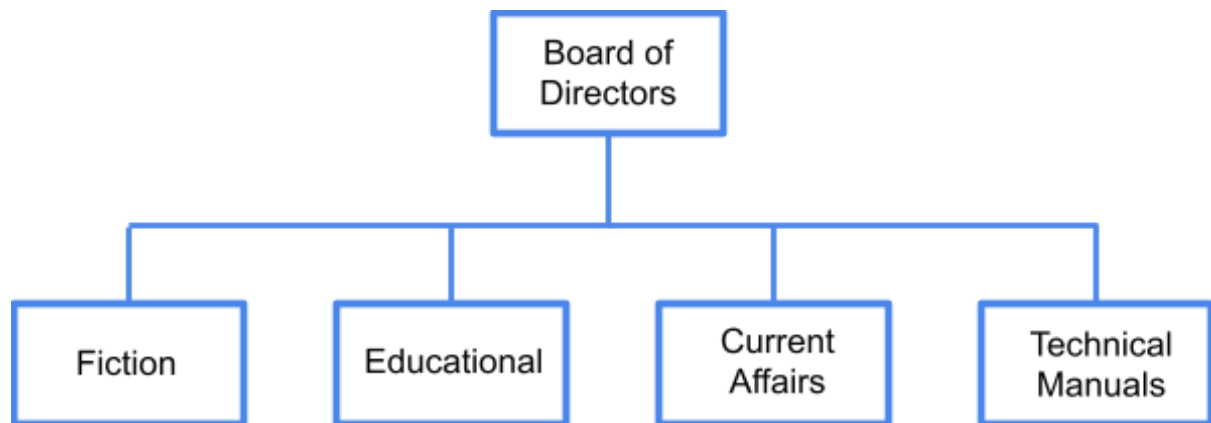 Board of
Directors
Fiction
Educational
Current
Affairs
Technical
Manuals